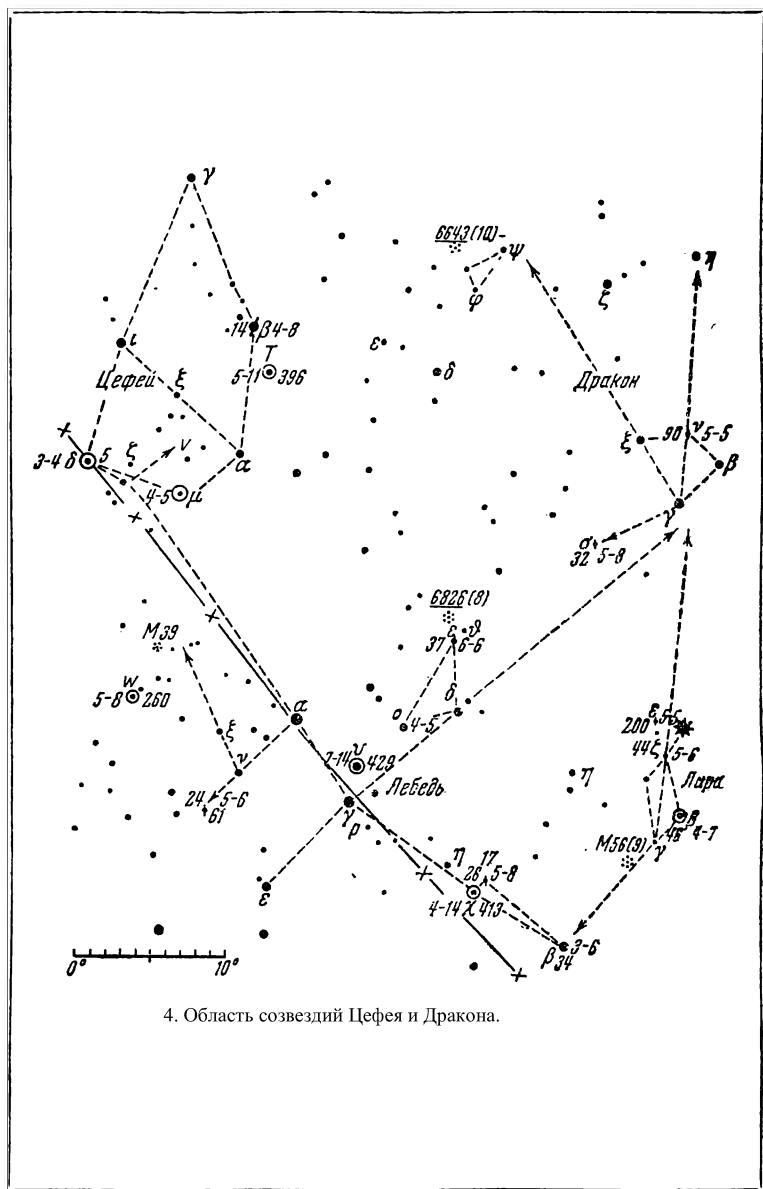 γ
6643(10)
ψ
η
φ
ζ
14 β 4-8
ι
ε
T
5-11 396
δ
Цефей
ξ
Дракон
ξ
90 ν 5-5
V
3-4 δ 5
ζ
α
β
4-5 μ
γ
σ
32 5-8
6826(8)
M39
ε ϑ
37 6-6
W
5-8 260
δ
α
ο 4-5
ε 5-5
200
ξ
44 ζ 5-6
υ
7-14 429
ν
η
Лара
Лебедь
24 5-6
61
γ
P
β
46 4-7
M56(9)
γ
η 17
26 5-8
ε
4-14 χ 413
3-6
β 34
0° 10°
4. Область созвездий Цефея и Дракона.